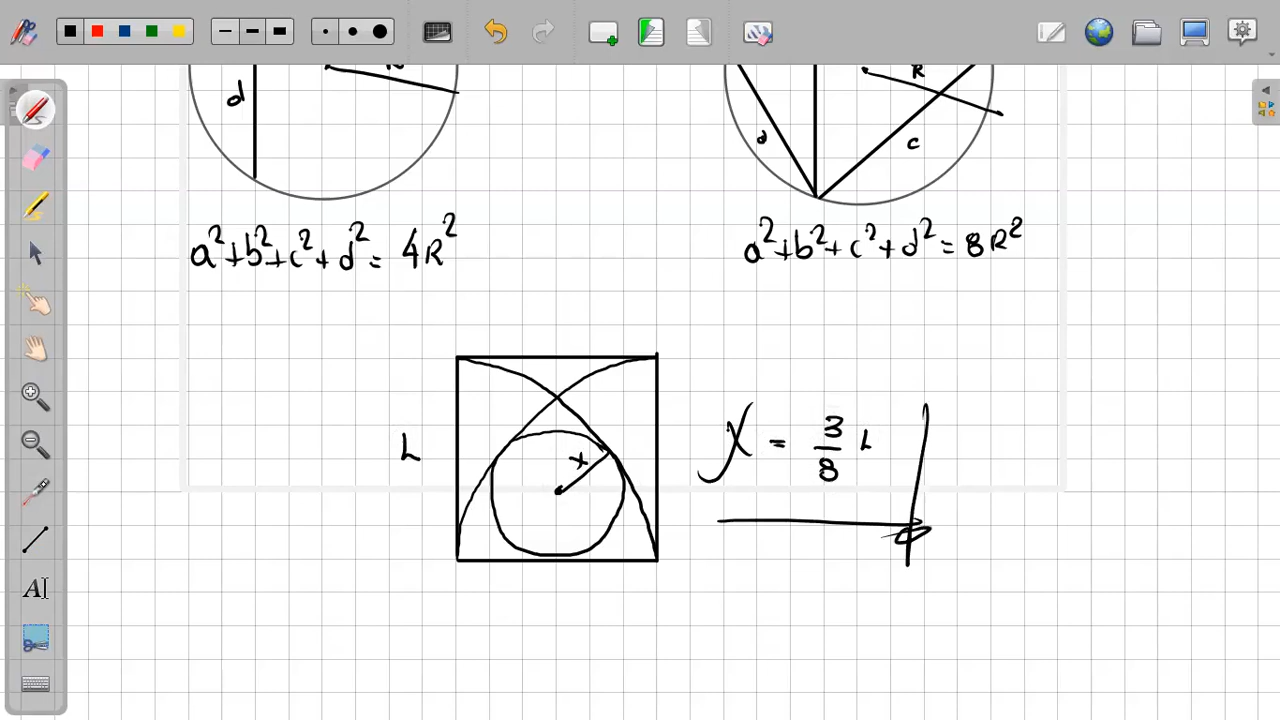 d R
d R c
a²+b²+c²+d²= 4R²
a²+b²+c²+d²= 8R²
L x X = 3/8 L
A